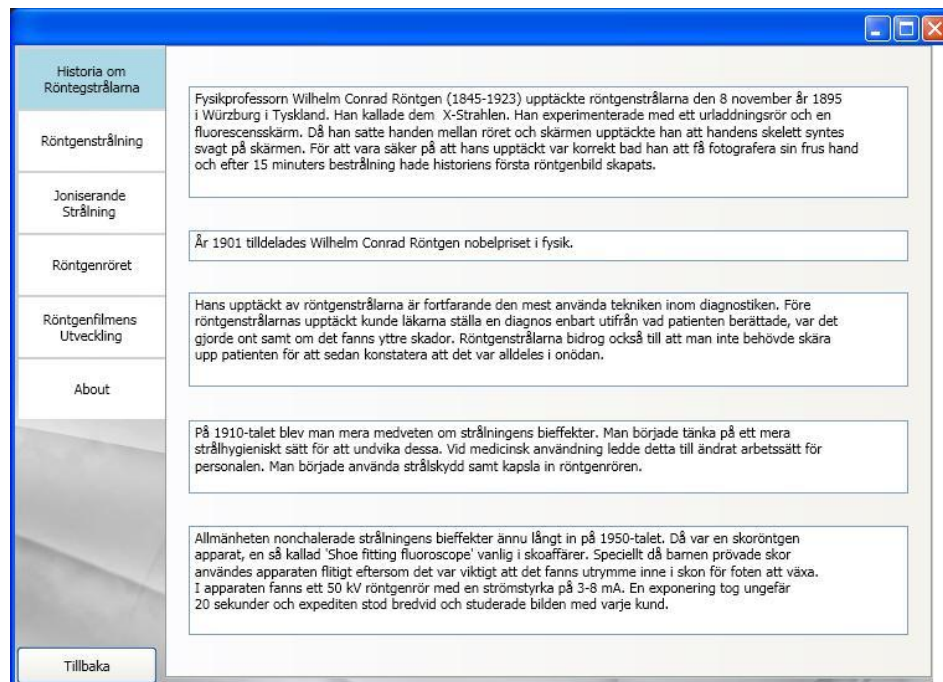 Historia om
Röntegstrålarna
Röntgenstrålning
Joniserande
Strålning
Röntgenröret
Röntgenfilmens
Utveckling
About
Tillbaka
Fysikprofessorn Wilhelm Conrad Röntgen (1845-1923) upptäckte röntgenstrålarna den 8 november år 1895
i Würzburg i Tyskland. Han kallade dem  X-Strahlen. Han experimenterade med ett urladdningsrör och en
fluorescensskärm. Då han satte handen mellan röret och skärmen upptäckte han att handens skelett syntes
svagt på skärmen. För att vara säker på att hans upptäckt var korrekt bad han att få fotografera sin frus hand
och efter 15 minuters bestrålning hade historiens första röntgenbild skapats.
År 1901 tilldelades Wilhelm Conrad Röntgen nobelpriset i fysik.
Hans upptäckt av röntgenstrålarna är fortfarande den mest använda tekniken inom diagnostiken. Före
röntgenstrålarnas upptäckt kunde läkarna ställa en diagnos enbart utifrån vad patienten berättade, var det
gjorde ont samt om det fanns yttre skador. Röntgenstrålarna bidrog också till att man inte behövde skära
upp patienten för att sedan konstatera att det var alldeles i onödan.
På 1910-talet blev man mera medveten om strålningens bieffekter. Man började tänka på ett mera
strålhygieniskt sätt för att undvika dessa. Vid medicinsk användning ledde detta till ändrat arbetssätt för
personalen. Man började använda strålskydd samt kapsla in röntgenrören.
Allmänheten nonchalerade strålningens bieffekter ännu långt in på 1950-talet. Då var en skoröntgen
apparat, en så kallad 'Shoe fitting fluoroscope' vanlig i skoaffärer. Speciellt då barnen prövade skor
användes apparaten flitigt eftersom det var viktigt att det fanns utrymme inne i skon för foten att växa.
I apparaten fanns ett 50 kV röntgenrör med en strömstyrka på 3-8 mA. En exponering tog ungefär
20 sekunder och expediten stod bredvid och studerade bilden med varje kund.